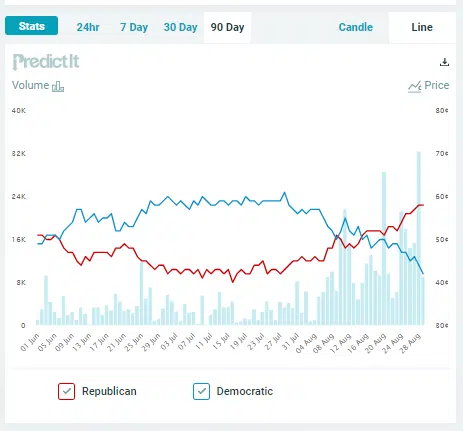 Stats 24hr 7 Day 30 Day 90 Day Candle Line
PredictIt
Volume Price
40K 80¢
32K 70¢
24K 60¢
16K 50¢
8K 40¢
0 30¢
01 Jun 05 Jun 09 Jun 13 Jun 17 Jun 21 Jun 25 Jun 29 Jun 03 Jul 07 Jul 11 Jul 15 Jul 19 Jul 23 Jul 27 Jul 31 Jul 04 Aug 08 Aug 12 Aug 16 Aug 20 Aug 24 Aug 28 Aug
Republican Democratic